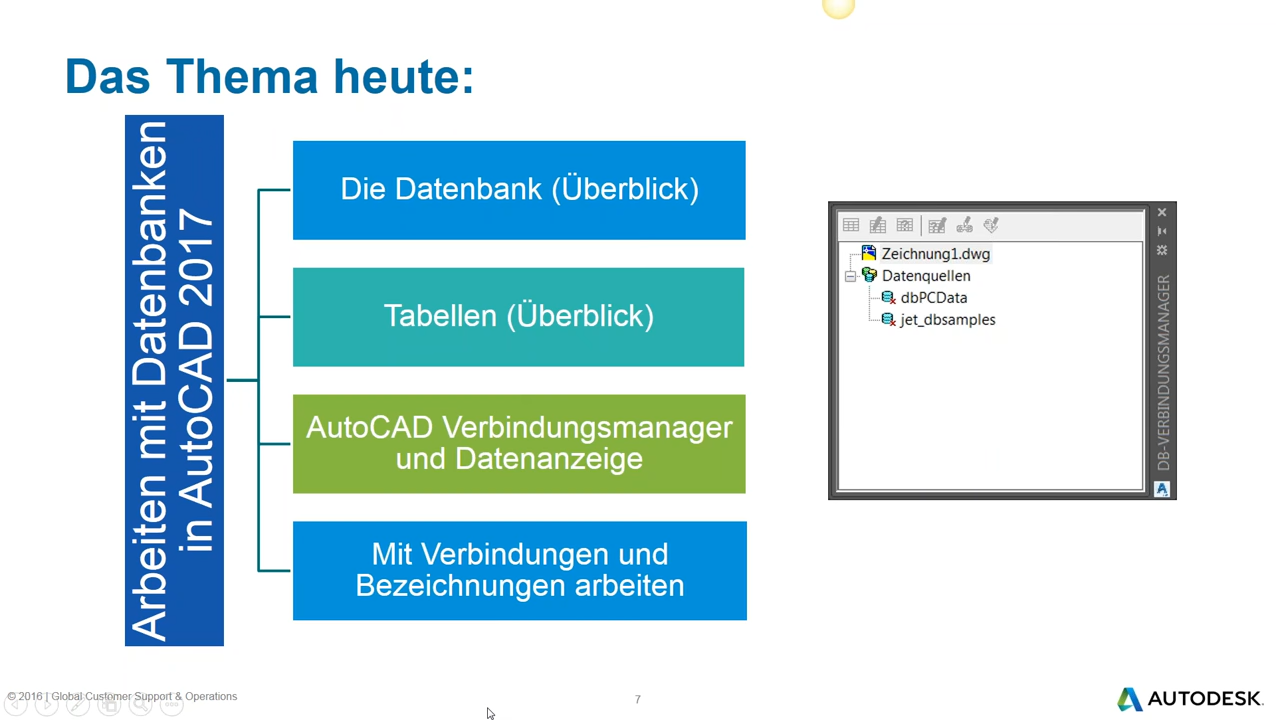 Das Thema heute:
Arbeiten mit Datenbanken
in AutoCAD 2017
Die Datenbank (Überblick)
Tabellen (Überblick)
AutoCAD Verbindungsmanager
und Datenanzeige
Mit Verbindungen und
Bezeichnungen arbeiten
Zeichnung1.dwg
Datenquellen
dbPCData
jet_dbsamples
DB-VERBINDUNGSMANAGER
© 2016 | Global Customer Support & Operations
7
AUTODESK.